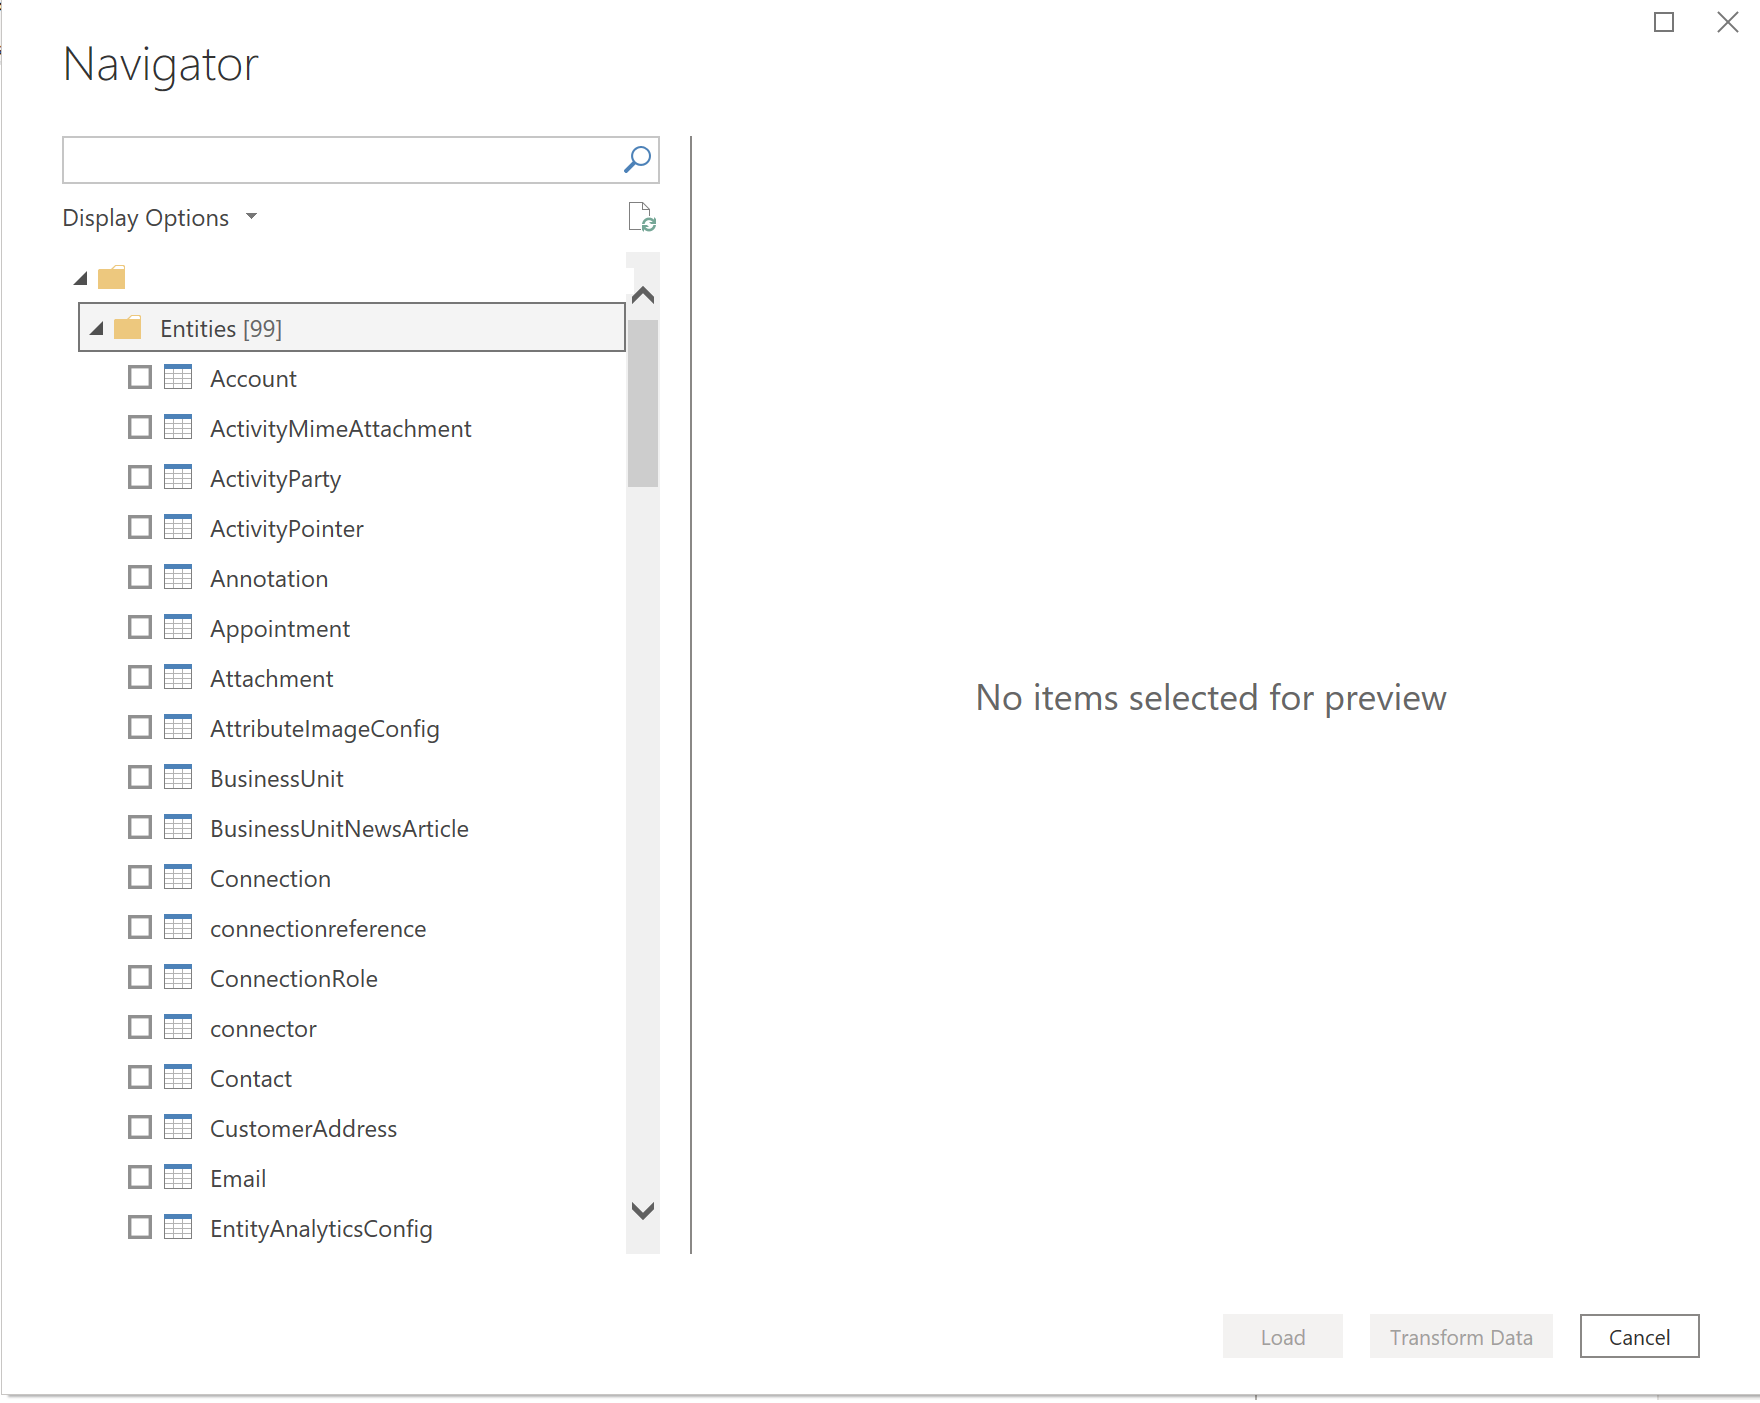 Navigator
Display Options
Entities [99]
Account
ActivityMimeAttachment
ActivityParty
ActivityPointer
Annotation
Appointment
Attachment
AttributeImageConfig
BusinessUnit
BusinessUnitNewsArticle
Connection
connectionreference
ConnectionRole
connector
Contact
CustomerAddress
Email
EntityAnalyticsConfig
No items selected for preview
Load
Transform Data
Cancel